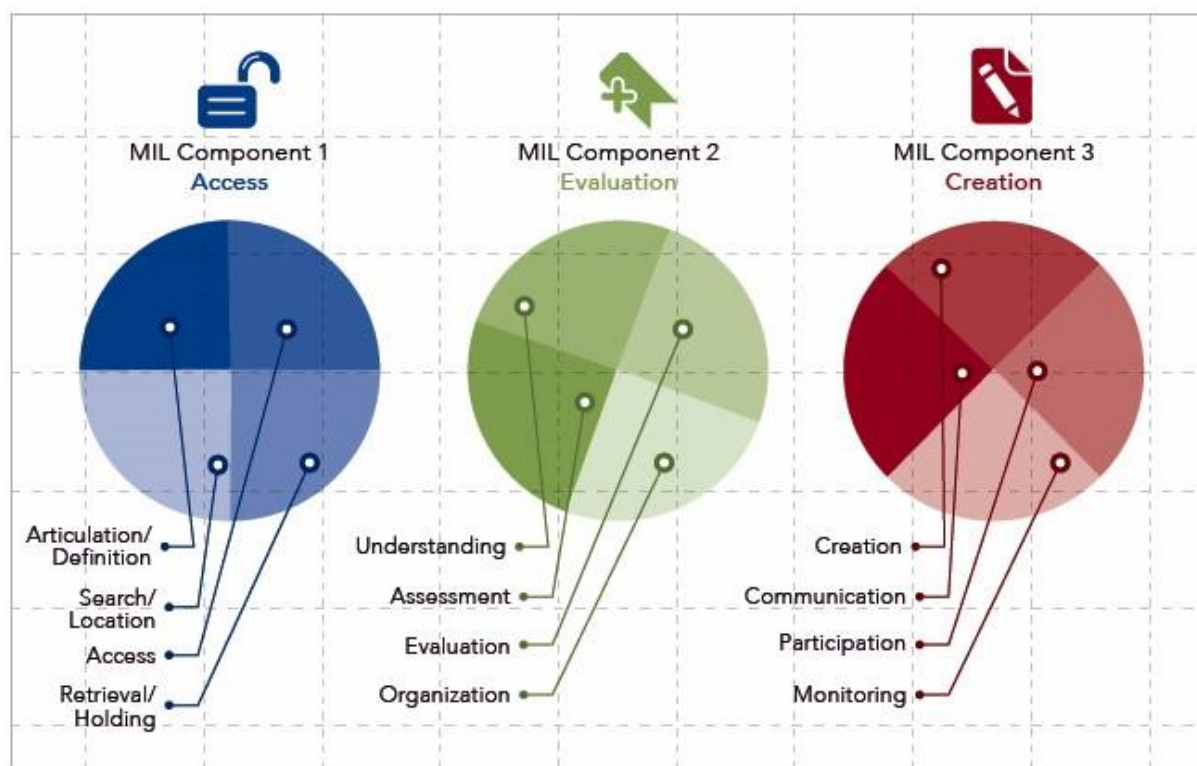 MIL Component 1
Access
Articulation/
Definition
Search/
Location
Access
Retrieval/
Holding
MIL Component 2
Evaluation
Understanding
Assessment
Evaluation
Organization
MIL Component 3
Creation
Creation
Communication
Participation
Monitoring